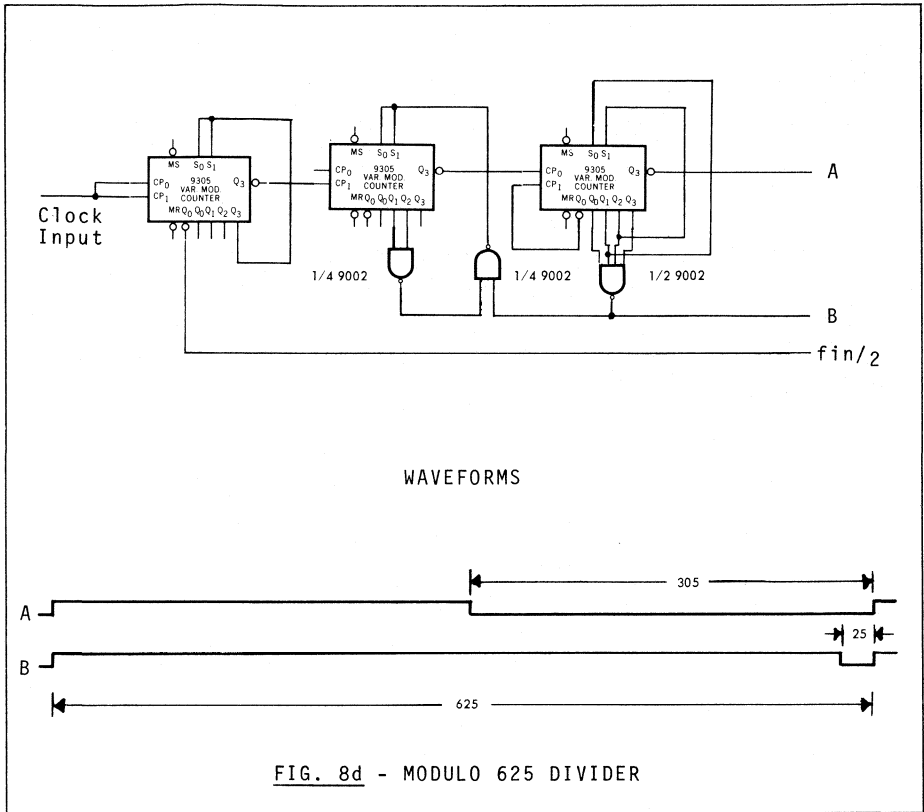 MS S0 S1
CP0 9305 Q3
VAR. MOD.
CP1 COUNTER
MR Q0 Q0 Q1 Q2 Q3
MS S0 S1
CP0 9305 Q3
VAR. MOD.
CP1 COUNTER
MR Q0 Q0 Q1 Q2 Q3
MS S0 S1
CP0 9305 Q3
VAR. MOD.
CP1 COUNTER
MR Q0 Q0 Q1 Q2 Q3
A
Clock
Input
1/4 9002
1/4 9002
1/2 9002
B
fin/2
WAVEFORMS
305
A
25
B
625
FIG. 8d - MODULO 625 DIVIDER